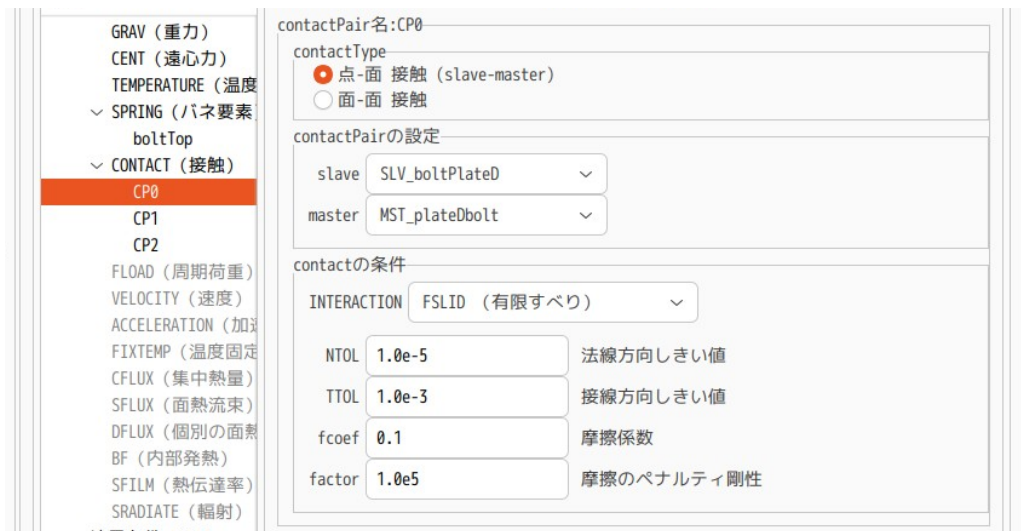 GRAV (重力)
CENT (遠心力)
TEMPERATURE (温度
SPRING (バネ要素)
boltTop
CONTACT (接触)
CP0
CP1
CP2
FLOAD (周期荷重)
VELOCITY (速度)
ACCELERATION (加速
FIXTEMP (温度固定
CFLUX (集中熱量)
SFLUX (面熱流束)
DFLUX (個別の面熱
BF (内部発熱)
SFILM (熱伝達率)
SRADIATE (輻射)
contactPair名:CP0
contactType
点-面 接触 (slave-master)
面-面 接触
contactPairの設定
slave SLV_boltPlateD
master MST_plateDbolt
contactの条件
INTERACTION FSLID (有限すべり)
NTOL 1.0e-5 法線方向しきい値
TTOL 1.0e-3 接線方向しきい値
fcoef 0.1 摩擦係数
factor 1.0e5 摩擦のペナルティ剛性